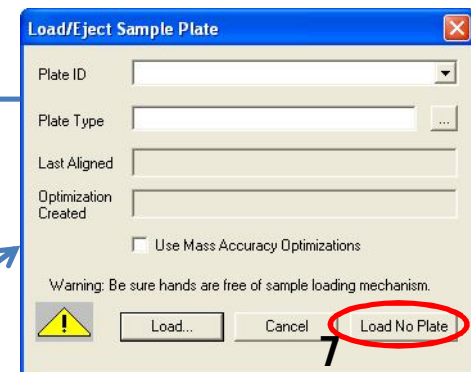 Load/Eject Sample Plate
Plate ID
Plate Type
...
Last Aligned
Optimization
Created
Use Mass Accuracy Optimizations
Warning: Be sure hands are free of sample loading mechanism.
! Load... Cancel Load No Plate
7